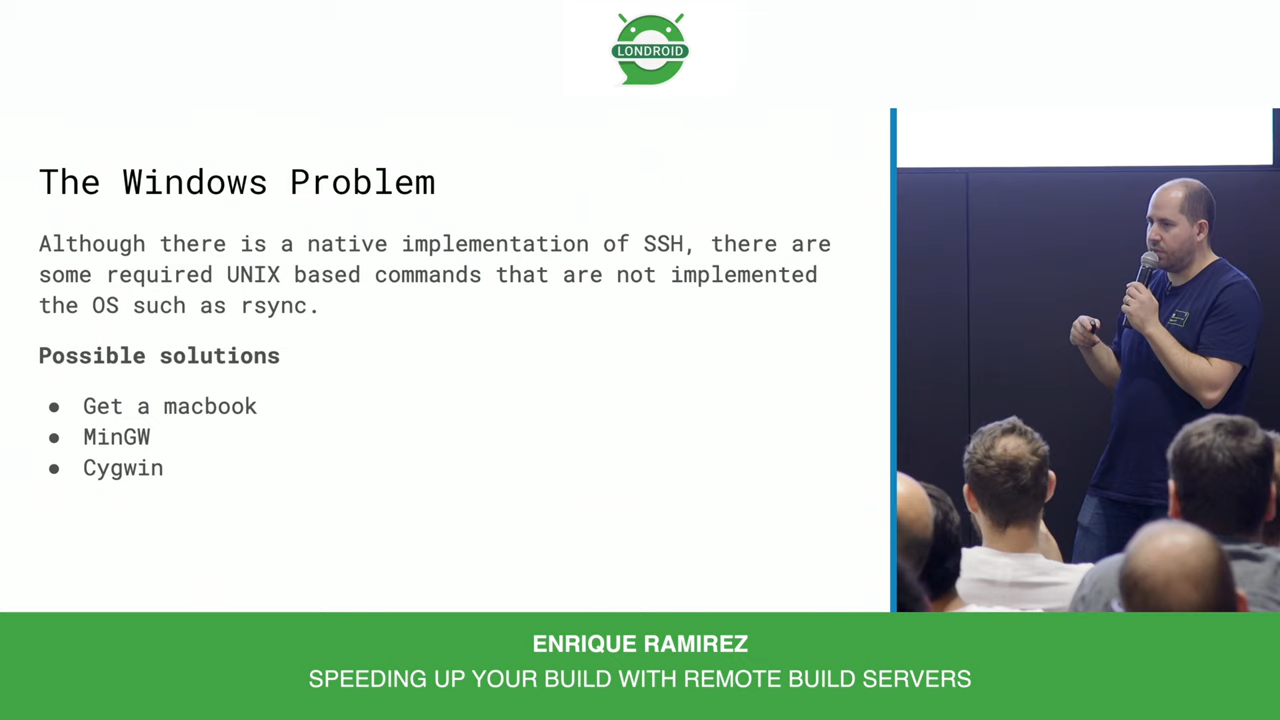 LONDROID
The Windows Problem
Although there is a native implementation of SSH, there are
some required UNIX based commands that are not implemented
the OS such as rsync.
Possible solutions
● Get a macbook
● MinGW
● Cygwin
ENRIQUE RAMIREZ
SPEEDING UP YOUR BUILD WITH REMOTE BUILD SERVERS